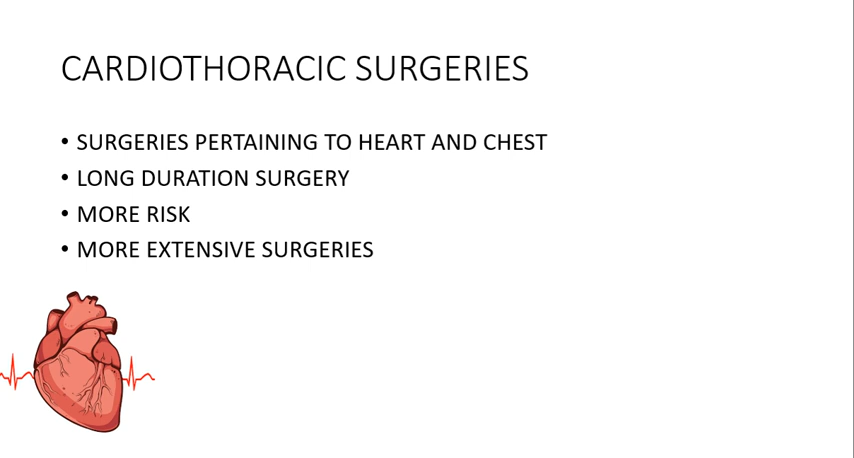 CARDIOTHORACIC SURGERIES
• SURGERIES PERTAINING TO HEART AND CHEST
• LONG DURATION SURGERY
• MORE RISK
• MORE EXTENSIVE SURGERIES